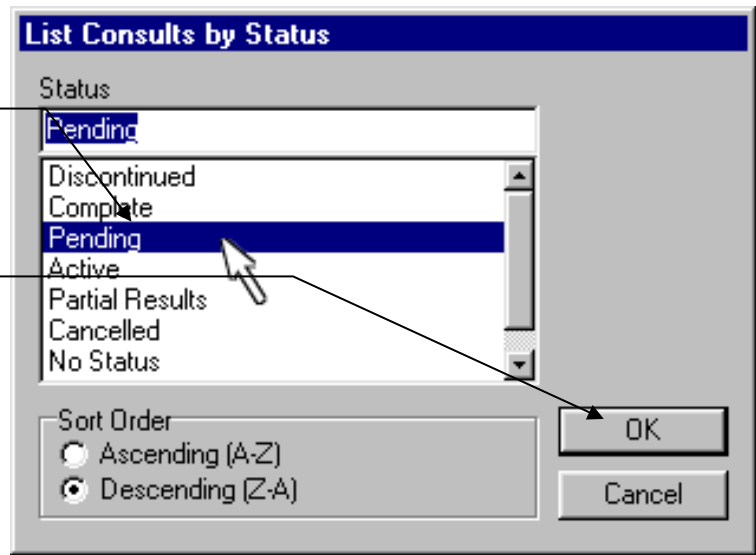 List Consults by Status
Status
Pending
Discontinued
Complete
Pending
Active
Partial Results
Cancelled
No Status
Sort Order
Ascending (A-Z)
Descending (Z-A)
OK
Cancel